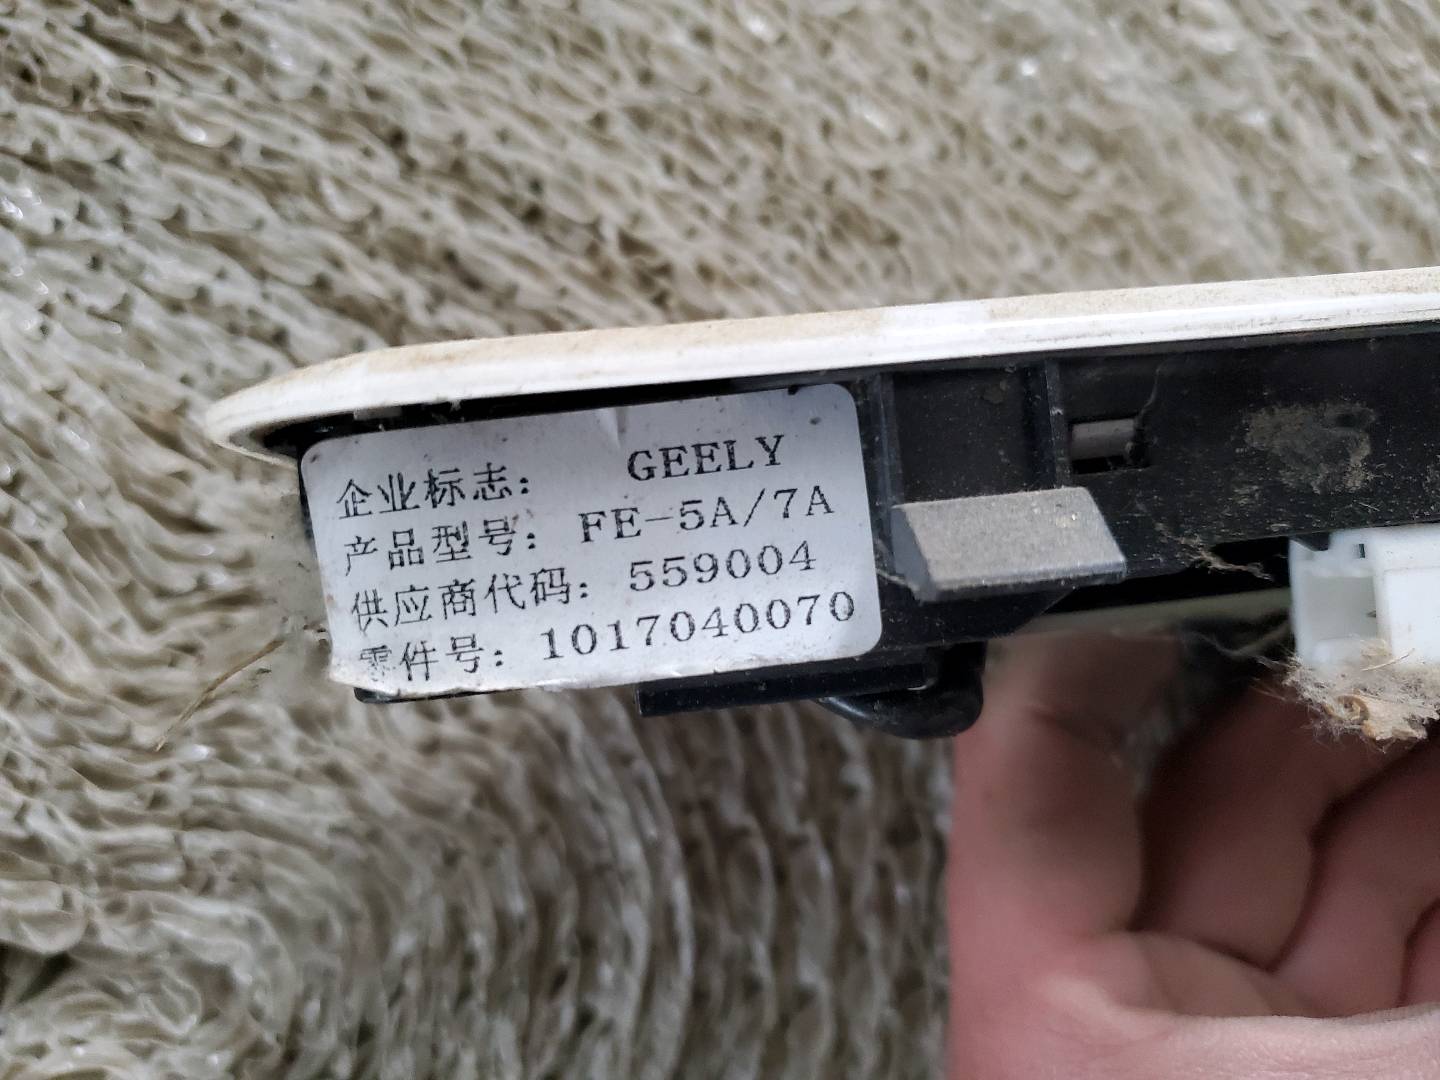 企业标志: GEELY
产品型号: FE-5A/7A
供应商代码: 559004
零件号: 1017040070